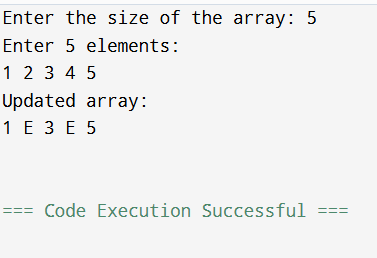 Enter the size of the array: 5
Enter 5 elements:
1 2 3 4 5
Updated array:
1 E 3 E 5
=== Code Execution Successful ===